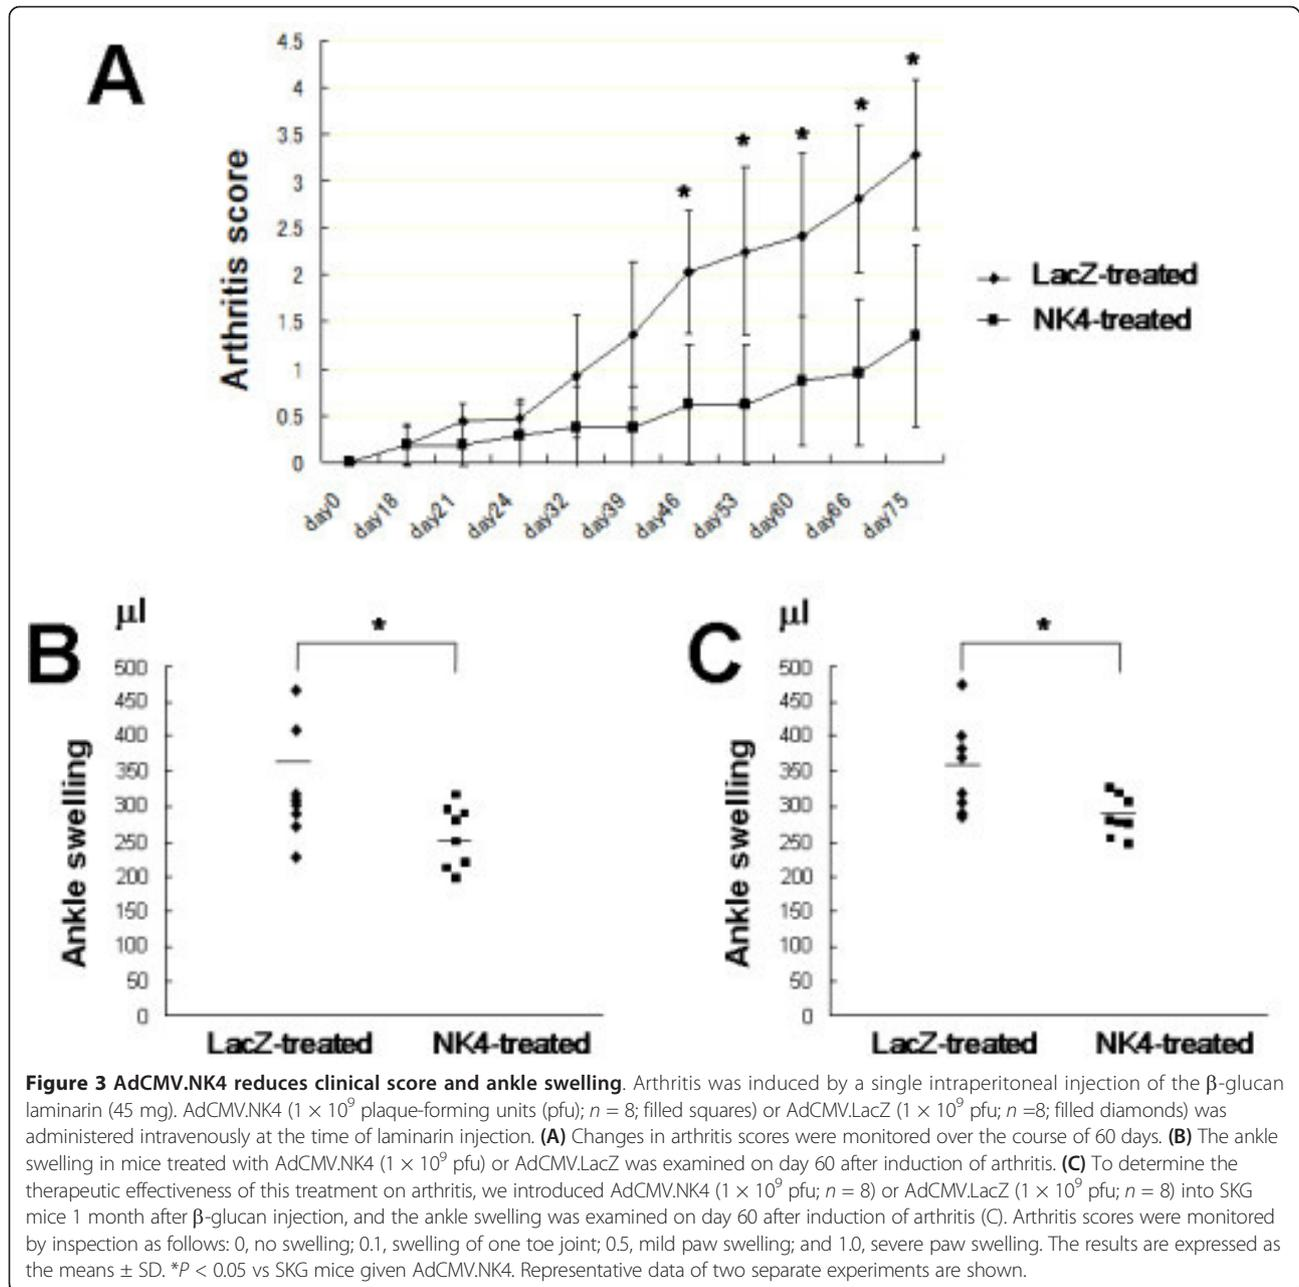 A
Arthritis score
4.5
4
3.5
3
2.5
2
1.5
1
0.5
0
*
*
*
*
*
day0
day18
day21
day24
day32
day39
day46
day53
day60
day66
day75
LacZ-treated
NK4-treated
B
μl
*
Ankle swelling
500
450
400
350
300
250
200
150
100
50
0
LacZ-treated NK4-treated
C
μl
*
Ankle swelling
500
450
400
350
300
250
200
150
100
50
0
LacZ-treated NK4-treated
Figure 3 AdCMV.NK4 reduces clinical score and ankle swelling. Arthritis was induced by a single intraperitoneal injection of the β-glucan
laminarin (45 mg). AdCMV.NK4 (1 × 10⁹ plaque-forming units (pfu); n = 8; filled squares) or AdCMV.LacZ (1 × 10⁹ pfu; n =8; filled diamonds) was
administered intravenously at the time of laminarin injection. (A) Changes in arthritis scores were monitored over the course of 60 days. (B) The ankle
swelling in mice treated with AdCMV.NK4 (1 × 10⁹ pfu) or AdCMV.LacZ was examined on day 60 after induction of arthritis. (C) To determine the
therapeutic effectiveness of this treatment on arthritis, we introduced AdCMV.NK4 (1 × 10⁹ pfu; n = 8) or AdCMV.LacZ (1 × 10⁹ pfu; n = 8) into SKG
mice 1 month after β-glucan injection, and the ankle swelling was examined on day 60 after induction of arthritis (C). Arthritis scores were monitored
by inspection as follows: 0, no swelling; 0.1, swelling of one toe joint; 0.5, mild paw swelling; and 1.0, severe paw swelling. The results are expressed as
the means ± SD. *P < 0.05 vs SKG mice given AdCMV.NK4. Representative data of two separate experiments are shown.